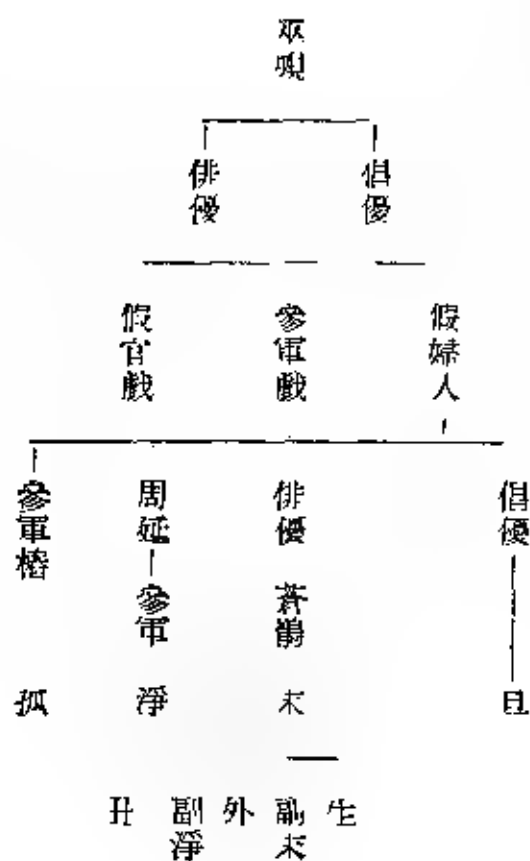 巫覡
倡優
俳優
假婦人
參軍戲
假官戲
倡優
旦
俳優 蒼鶻 末
周延 參軍 淨
參軍樁
孤
生
副末
外
副淨
丑